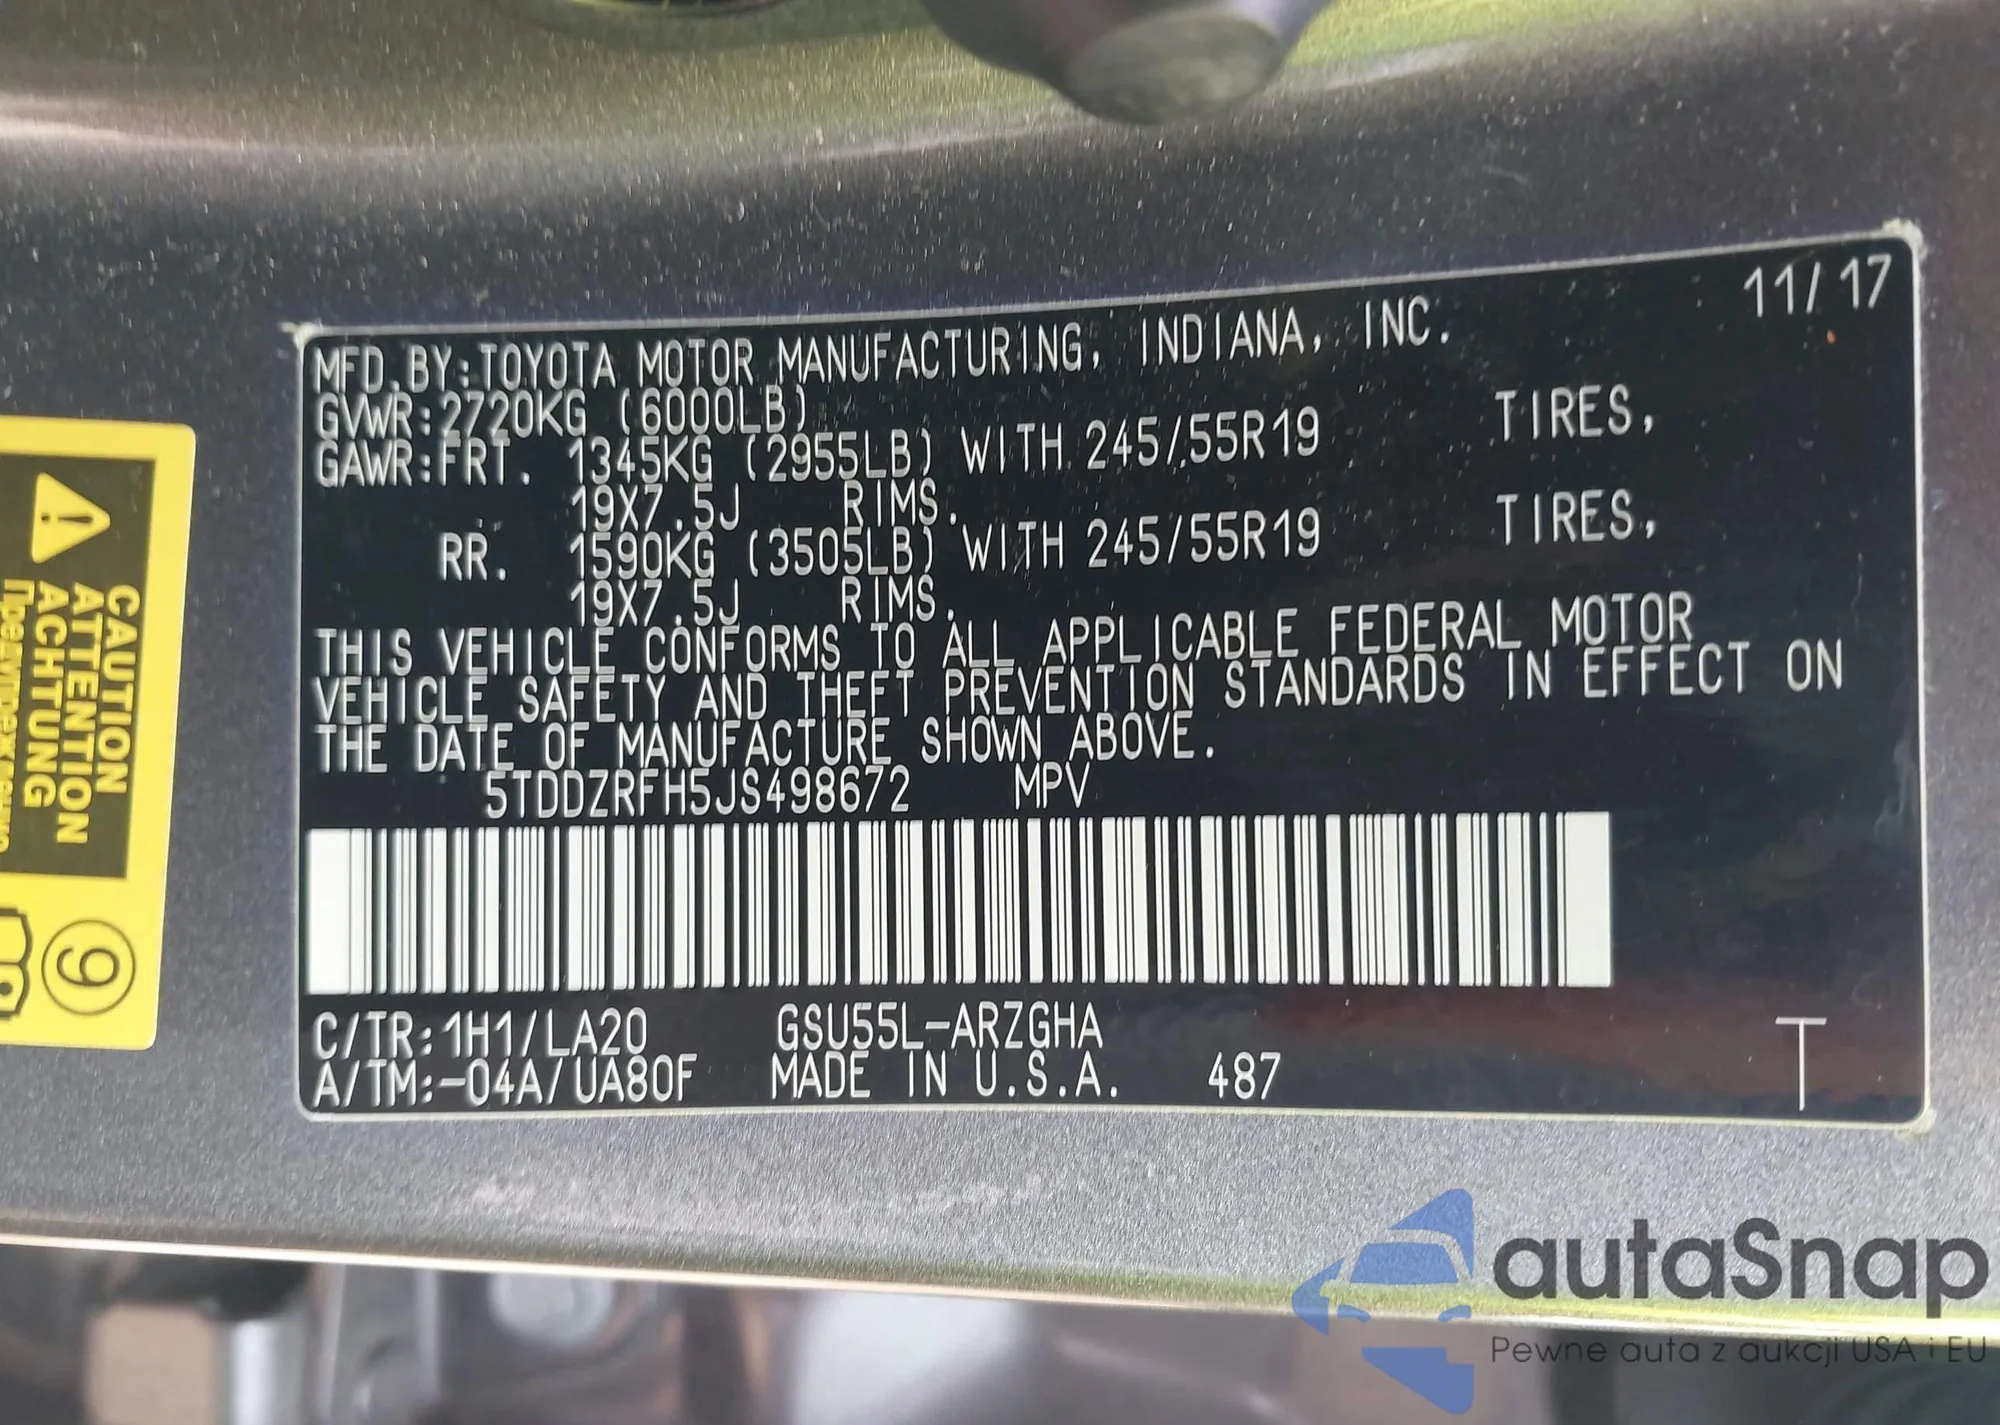 11/17
MFD.BY:TOYOTA MOTOR MANUFACTURING, INDIANA, INC.
GVWR:2720KG (6000LB)
GAWR:FRT. 1345KG (2955LB) WITH 245/55R19 TIRES,
19X7.5J RIMS.
RR. 1590KG (3505LB) WITH 245/55R19 TIRES,
19X7.5J RIMS.
THIS VEHICLE CONFORMS TO ALL APPLICABLE FEDERAL MOTOR
VEHICLE SAFETY AND THEFT PREVENTION STANDARDS IN EFFECT ON
THE DATE OF MANUFACTURE SHOWN ABOVE.
5TDDZRFH5JS498672 MPV
C/TR:1H1/LA20 GSU55L-ARZGHA
A/TM:-04A/UA80F MADE IN U.S.A. 487
T
CAUTION
ATTENTION
ACHTUNG
9
autaSnap
Pewne auta z aukcji USA i EU